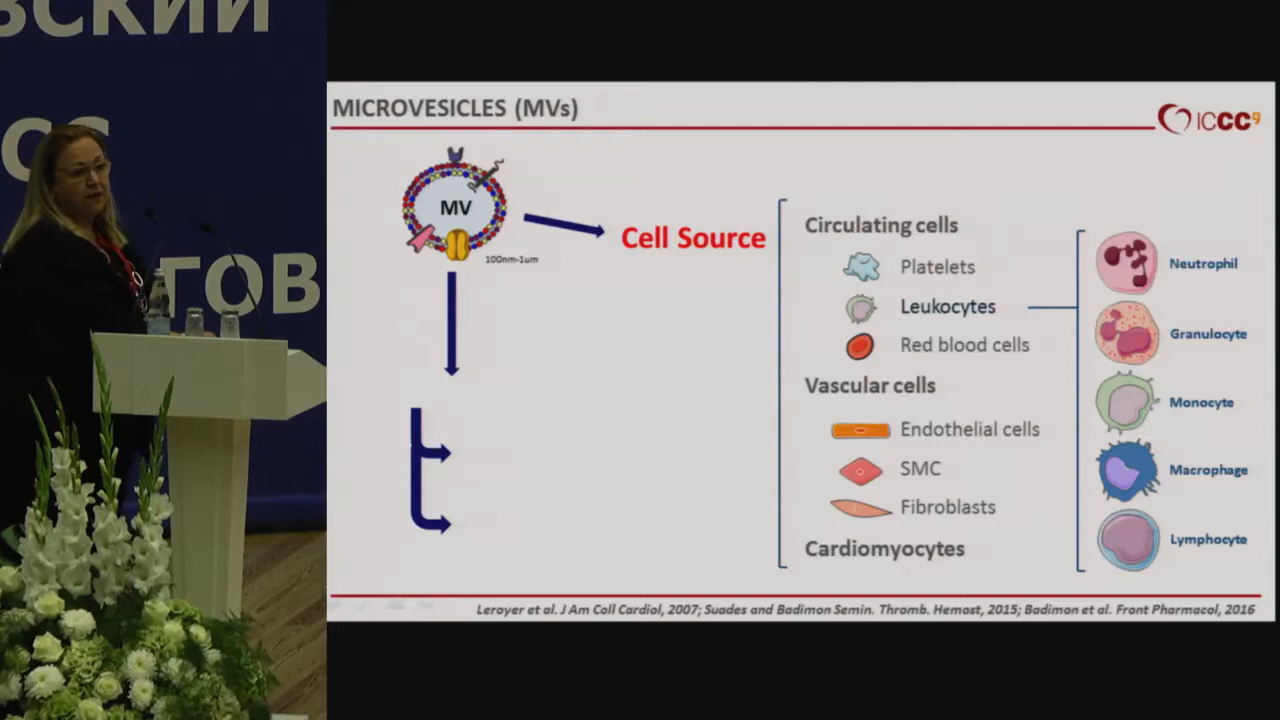 ВСКИЙ
СС
ТОВ
MICROVESICLES (MVs)
ICCC9
MV
100nm-1um
Cell Source
Circulating cells
Platelets
Leukocytes
Red blood cells
Vascular cells
Endothelial cells
SMC
Fibroblasts
Cardiomyocytes
Neutrophil
Granulocyte
Monocyte
Macrophage
Lymphocyte
Leroyer et al. J Am Coll Cardiol, 2007; Suades and Badimon Semin. Thromb. Hemost, 2015; Badimon et al. Front Pharmacol, 2016